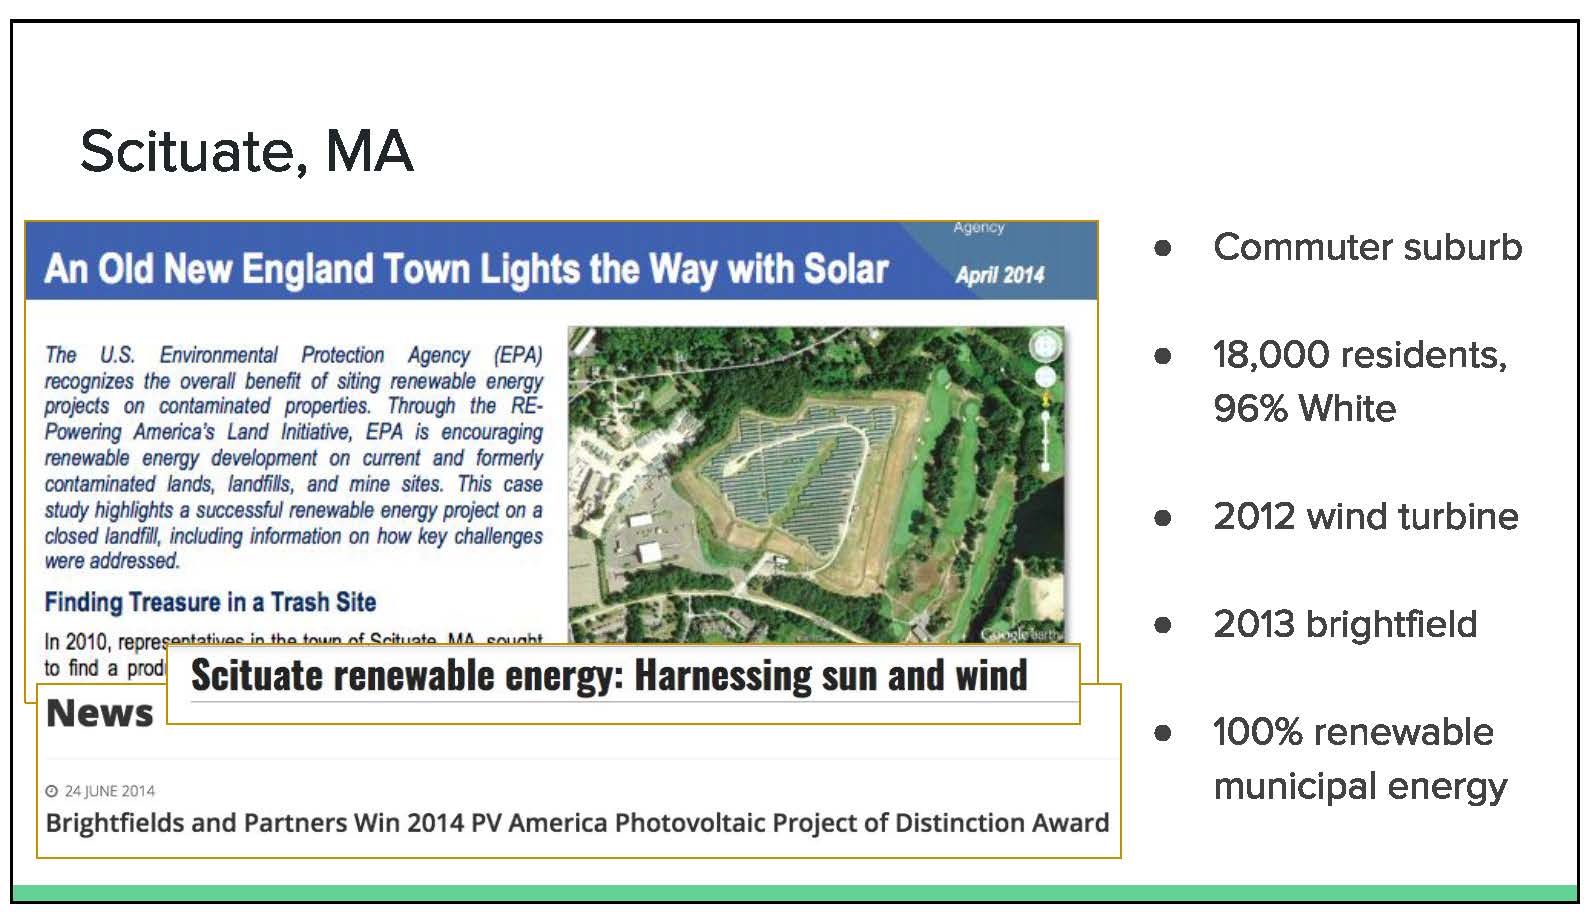 Scituate, MA
Agency
An Old New England Town Lights the Way with Solar
April 2014
The U.S. Environmental Protection Agency (EPA)
recognizes the overall benefit of siting renewable energy
projects on contaminated properties. Through the RE-
Powering America's Land Initiative, EPA is encouraging
renewable energy development on current and formerly
contaminated lands, landfills, and mine sites. This case
study highlights a successful renewable energy project on a
closed landfill, including information on how key challenges
were addressed.
Finding Treasure in a Trash Site
In 2010, representatives in the town of Scituate, MA, sought
to find a prod
Google earth
Scituate renewable energy: Harnessing sun and wind
News
24 JUNE 2014
Brightfields and Partners Win 2014 PV America Photovoltaic Project of Distinction Award
● Commuter suburb
● 18,000 residents,
96% White
● 2012 wind turbine
● 2013 brightfield
● 100% renewable
municipal energy